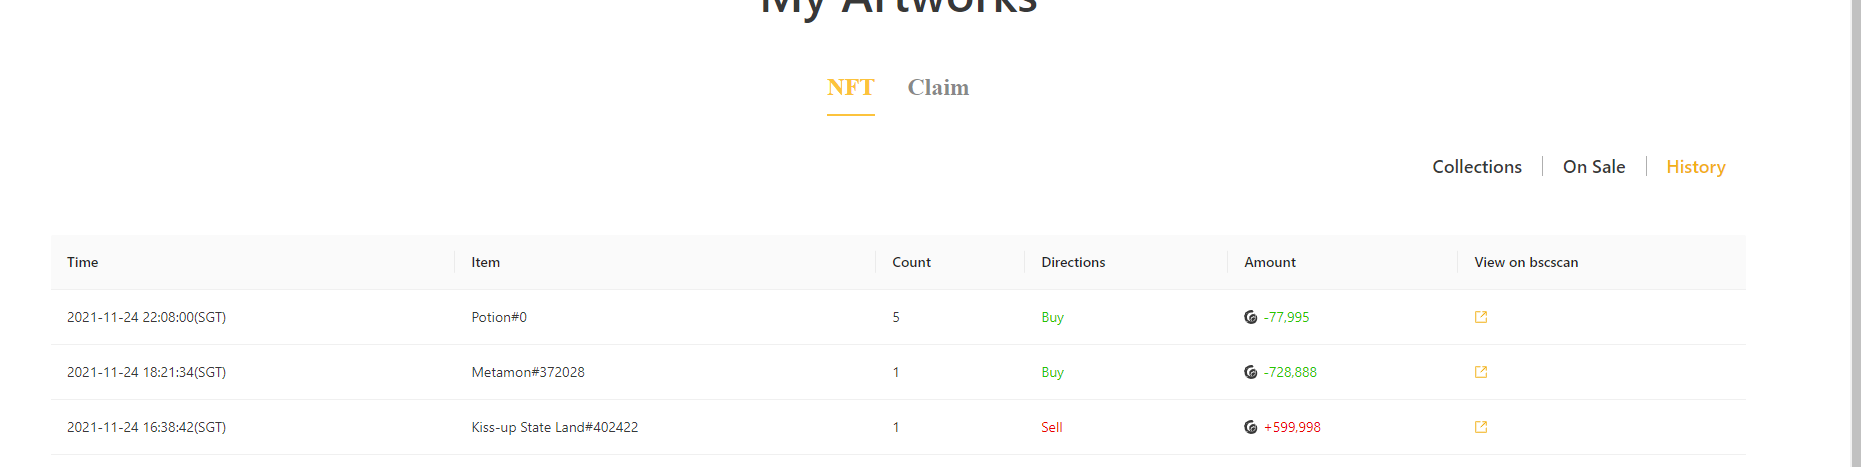 My Artworks
NFT Claim
Collections On Sale History
Time Item Count Directions Amount View on bscscan
2021-11-24 22:08:00(SGT) Potion#0 5 Buy -77,995
2021-11-24 18:21:34(SGT) Metamon#372028 1 Buy -728,888
2021-11-24 16:38:42(SGT) Kiss-up State Land#402422 1 Sell +599,998